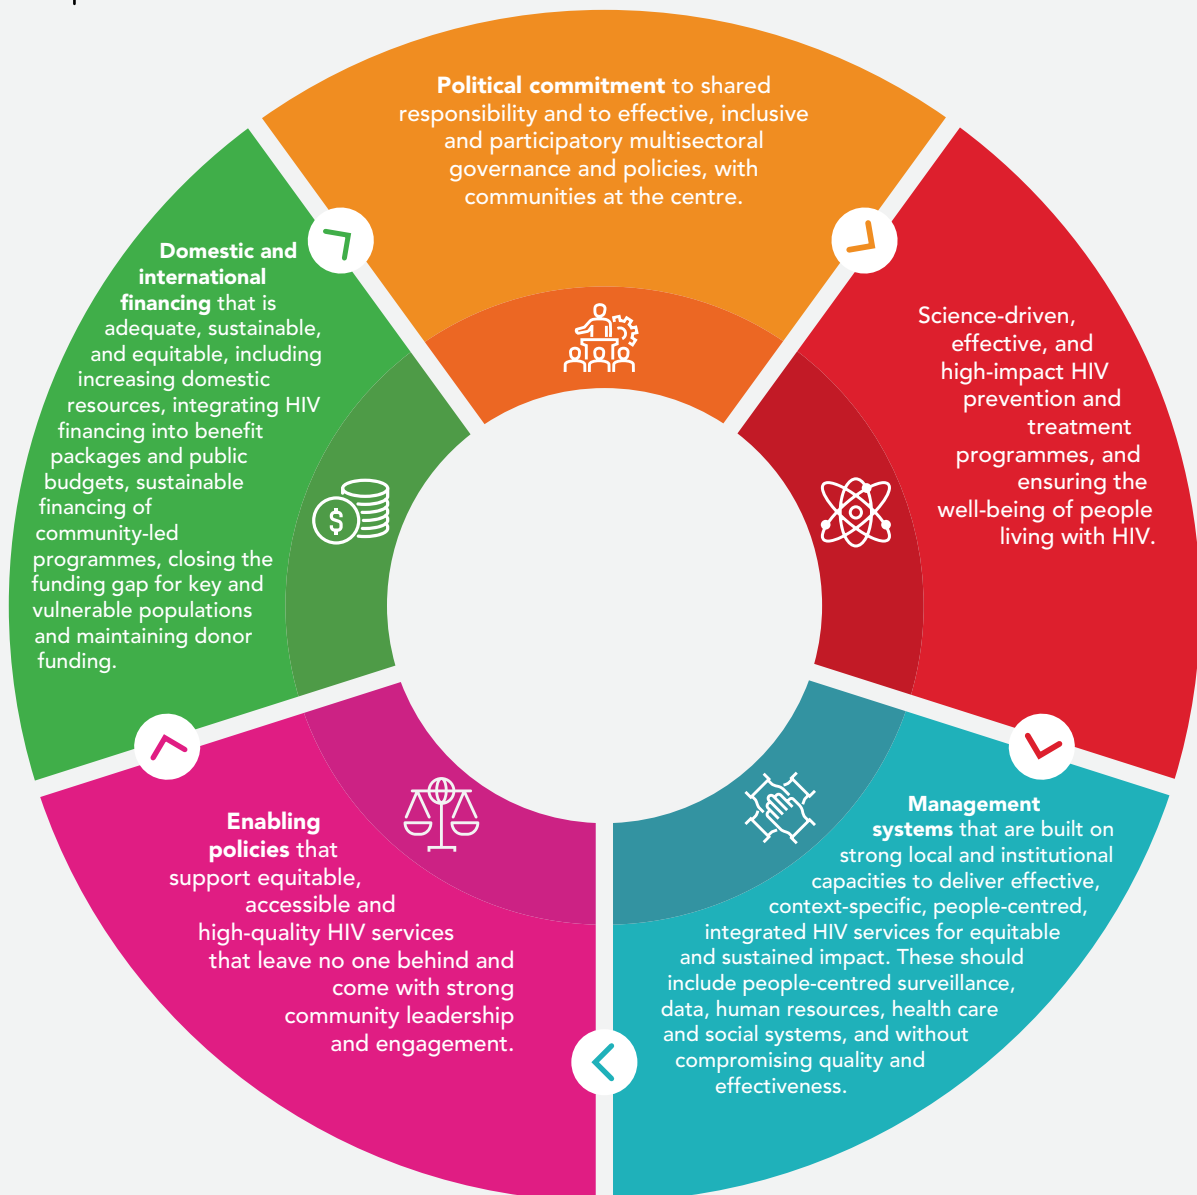 Political commitment to shared
responsibility and to effective, inclusive
and participatory multisectoral
governance and policies, with
communities at the centre.
Science-driven,
effective, and
high-impact HIV
prevention and
treatment
programmes, and
ensuring the
well-being of people
living with HIV.
Management
systems that are built on
strong local and institutional
capacities to deliver effective,
context-specific, people-centred,
integrated HIV services for equitable
and sustained impact. These should
include people-centred surveillance,
data, human resources, health care
and social systems, and without
compromising quality and
effectiveness.
Enabling
policies that
support equitable,
accessible and
high-quality HIV services
that leave no one behind and
come with strong
community leadership
and engagement.
Domestic and
international
financing that is
adequate, sustainable,
and equitable, including
increasing domestic
resources, integrating HIV
financing into benefit
packages and public
budgets, sustainable
financing of
community-led
programmes, closing the
funding gap for key and
vulnerable populations
and maintaining donor
funding.
$